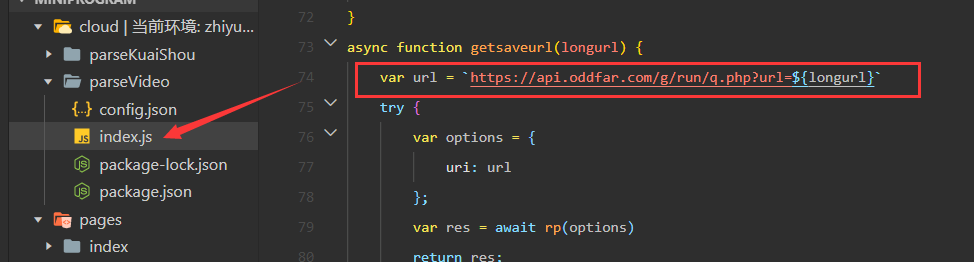 MINIPROGRAM
cloud | 当前环境: zhiyu...
parseKuaiShou
parseVideo
config.json
index.js
package-lock.json
package.json
pages
index
72 }
73 async function getsaveurl(longurl) {
74 var url = `https://api.oddfar.com/g/run/q.php?url=${longurl}`
75 try {
76 var options = {
77 uri: url
78 };
79 var res = await rp(options)
80 return res;